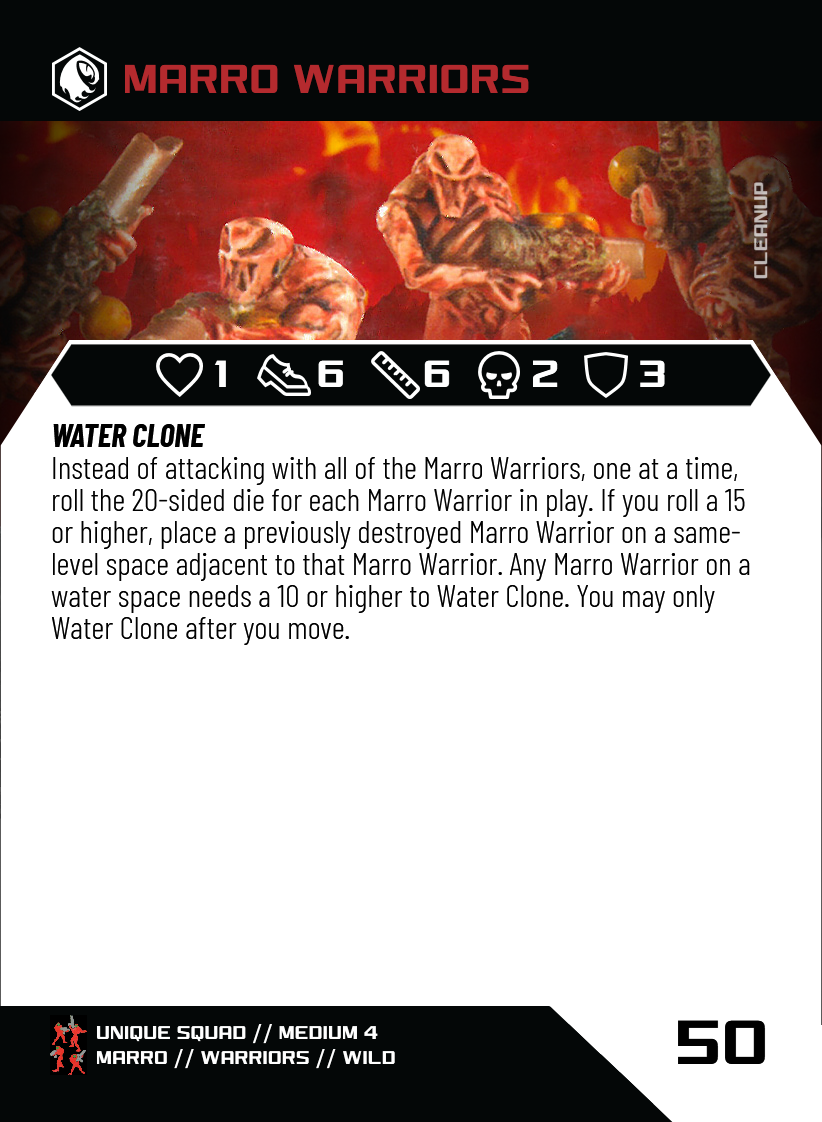 MARRO WARRIORS
CLEANUP
1 6 6 2 3
WATER CLONE
Instead of attacking with all of the Marro Warriors, one at a time,
roll the 20-sided die for each Marro Warrior in play. If you roll a 15
or higher, place a previously destroyed Marro Warrior on a same-
level space adjacent to that Marro Warrior. Any Marro Warrior on a
water space needs a 10 or higher to Water Clone. You may only
Water Clone after you move.
UNIQUE SQUAD // MEDIUM 4
MARRO // WARRIORS // WILD
50